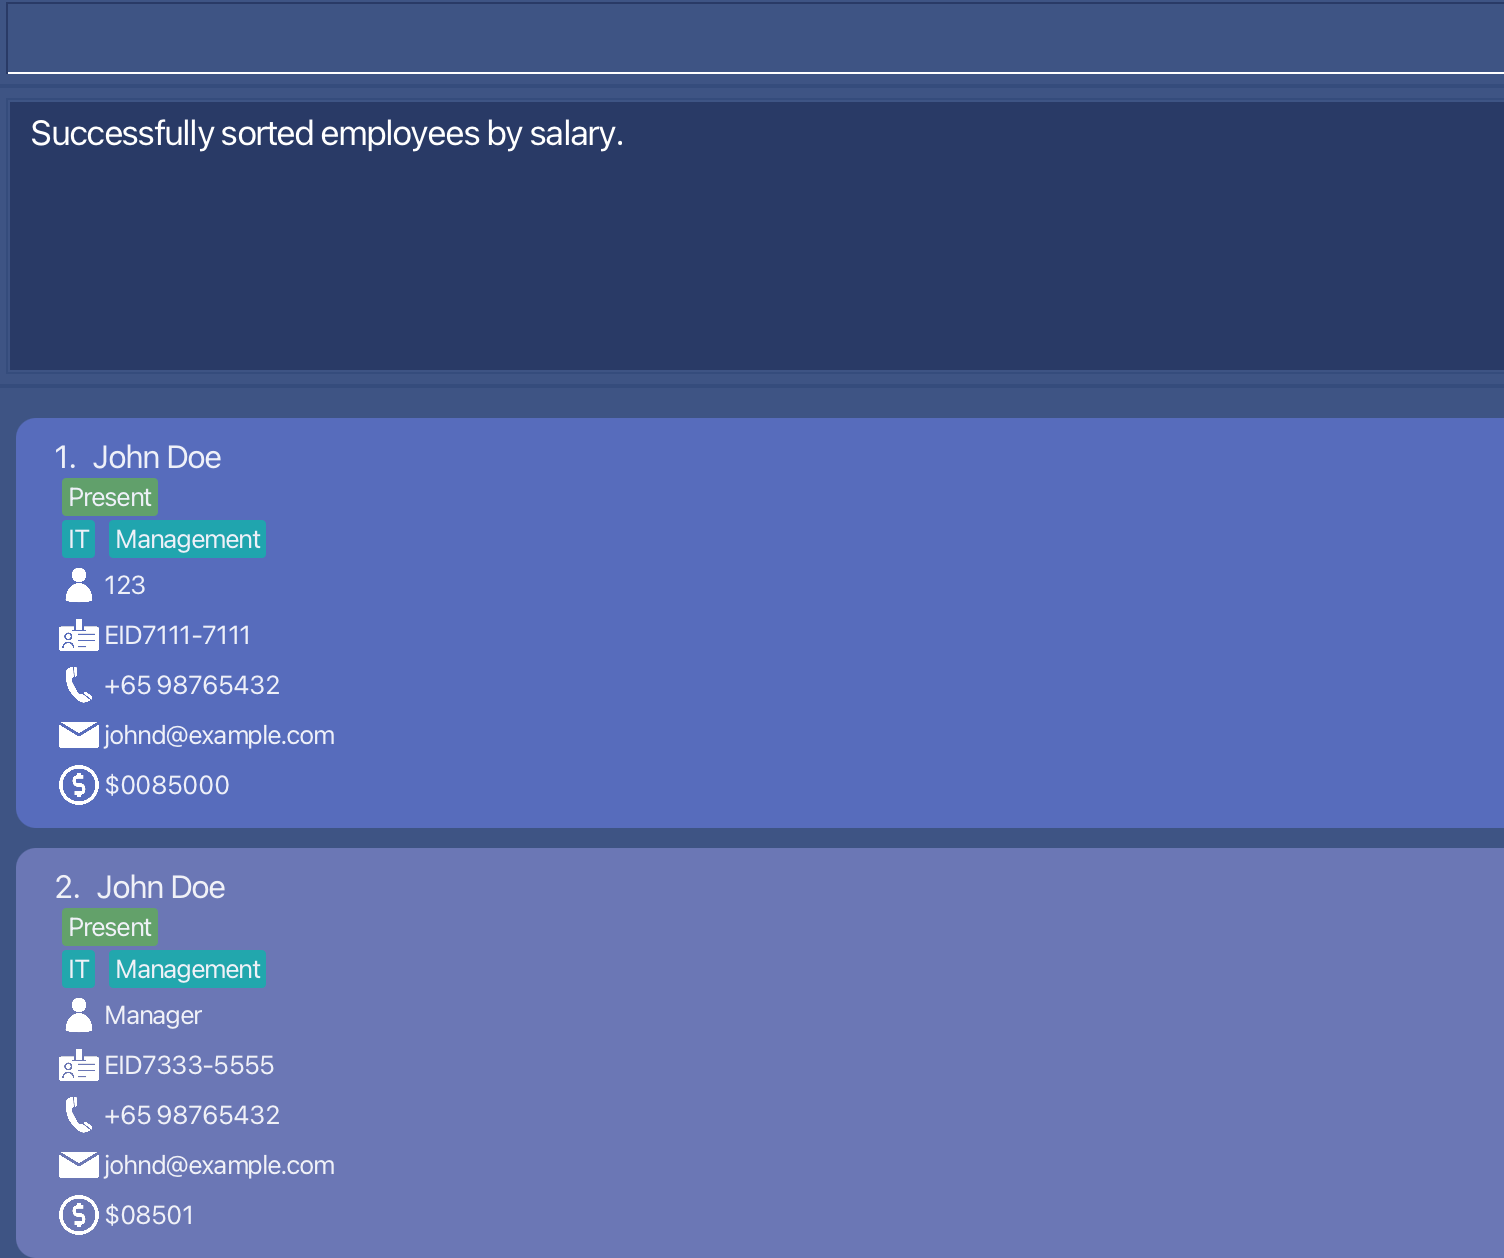 Successfully sorted employees by salary.
1. John Doe
Present
IT Management
123
EID7111-7111
+65 98765432
johnd@example.com
$0085000
2. John Doe
Present
IT Management
Manager
EID7333-5555
+65 98765432
johnd@example.com
$08501